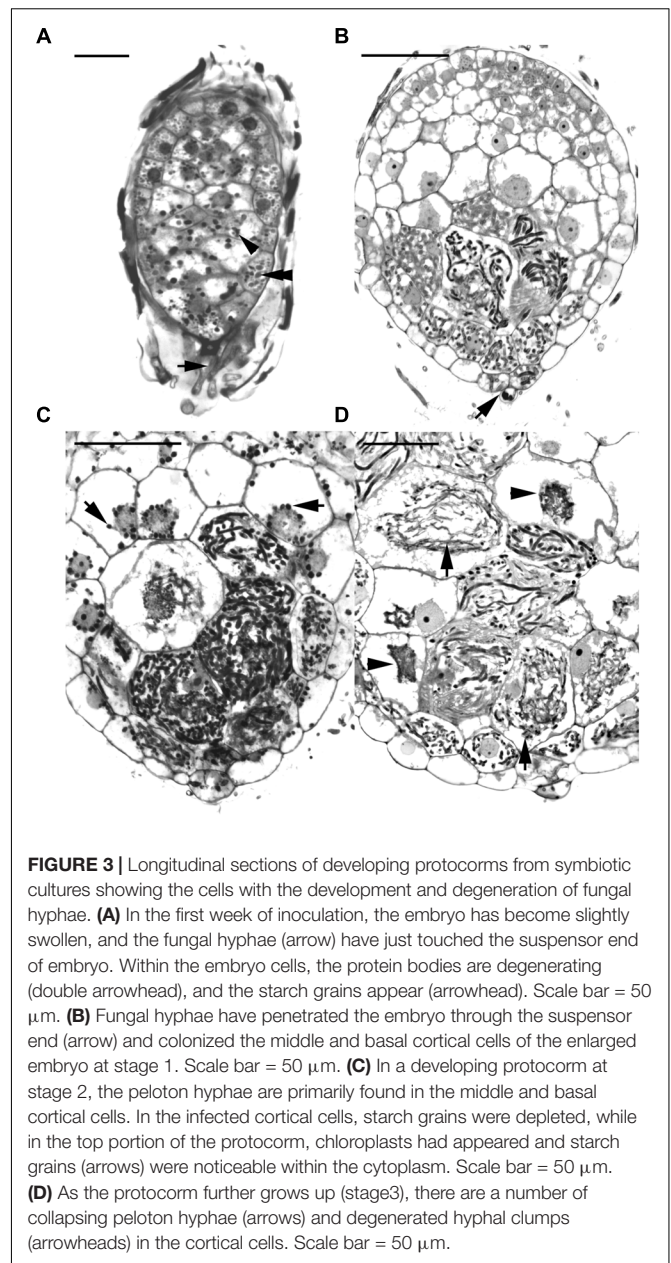 A
B
C
D
FIGURE 3 | Longitudinal sections of developing protocorms from symbiotic
cultures showing the cells with the development and degeneration of fungal
hyphae. (A) In the first week of inoculation, the embryo has become slightly
swollen, and the fungal hyphae (arrow) have just touched the suspensor end
of embryo. Within the embryo cells, the protein bodies are degenerating
(double arrowhead), and the starch grains appear (arrowhead). Scale bar = 50
μm. (B) Fungal hyphae have penetrated the embryo through the suspensor
end (arrow) and colonized the middle and basal cortical cells of the enlarged
embryo at stage 1. Scale bar = 50 μm. (C) In a developing protocorm at
stage 2, the peloton hyphae are primarily found in the middle and basal
cortical cells. In the infected cortical cells, starch grains were depleted, while
in the top portion of the protocorm, chloroplasts had appeared and starch
grains (arrows) were noticeable within the cytoplasm. Scale bar = 50 μm.
(D) As the protocorm further grows up (stage3), there are a number of
collapsing peloton hyphae (arrows) and degenerated hyphal clumps
(arrowheads) in the cortical cells. Scale bar = 50 μm.